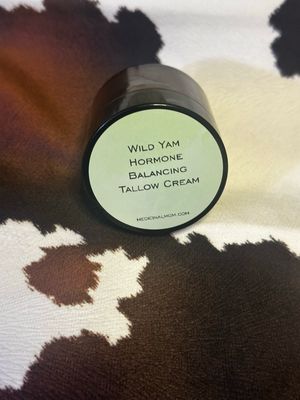 Wild Yam
Hormone
Balancing
Tallow Cream
medicinalmom.com